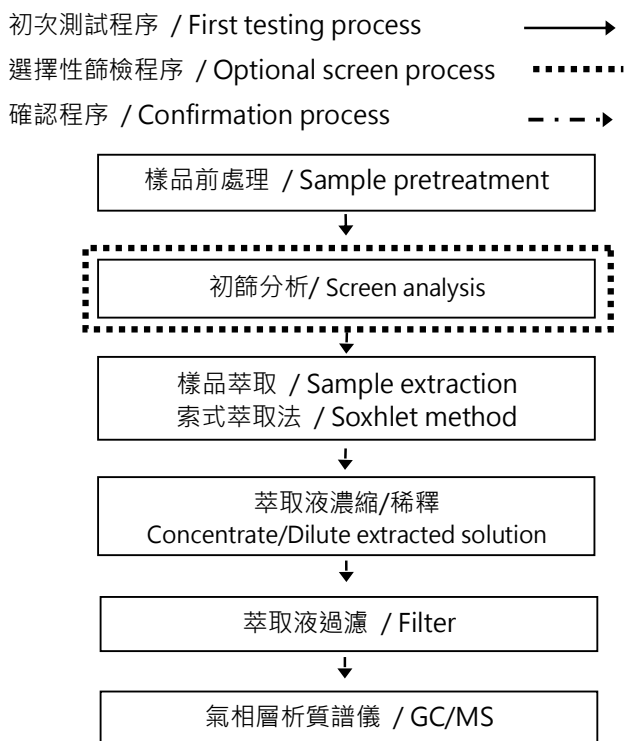 初次測試程序 / First testing process
選擇性篩檢程序 / Optional screen process
確認程序 / Confirmation process
樣品前處理 / Sample pretreatment
初篩分析/ Screen analysis
樣品萃取 / Sample extraction
索式萃取法 / Soxhlet method
萃取液濃縮/稀釋
Concentrate/Dilute extracted solution
萃取液過濾 / Filter
氣相層析質譜儀 / GC/MS